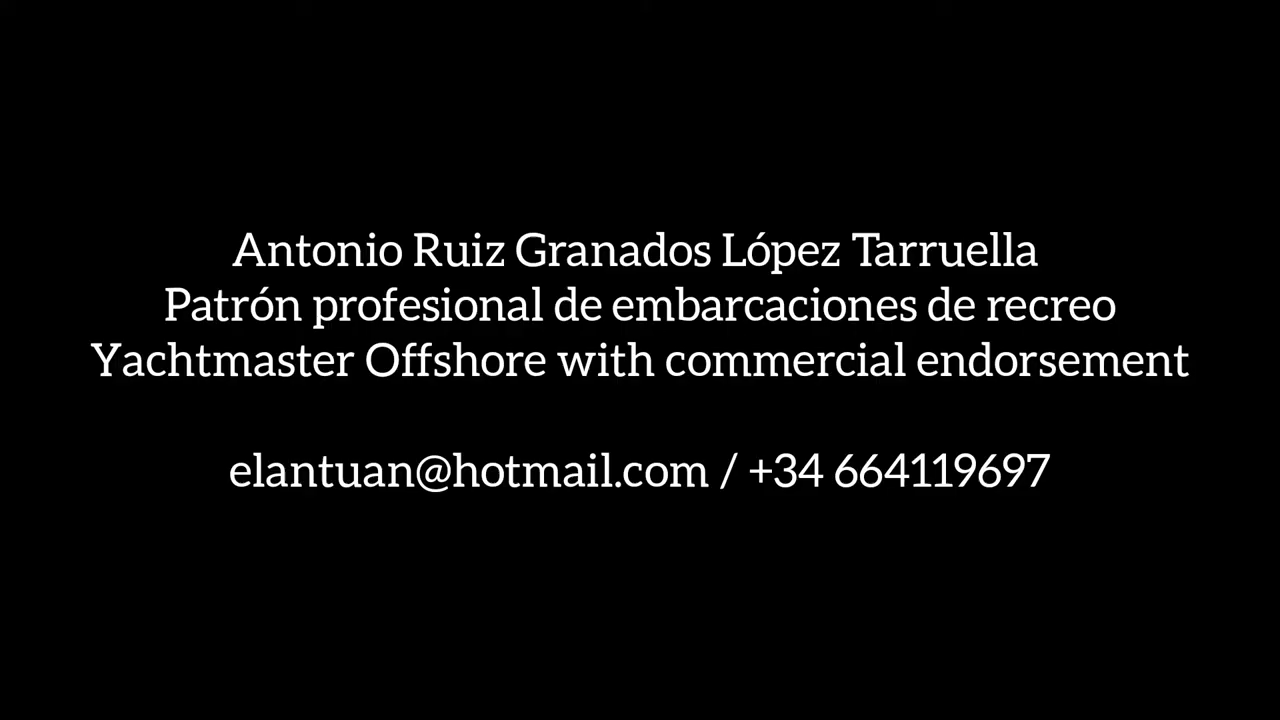 Antonio Ruiz Granados López Tarruella
Patrón profesional de embarcaciones de recreo
Yachtmaster Offshore with commercial endorsement
elantuan@hotmail.com / +34 664119697